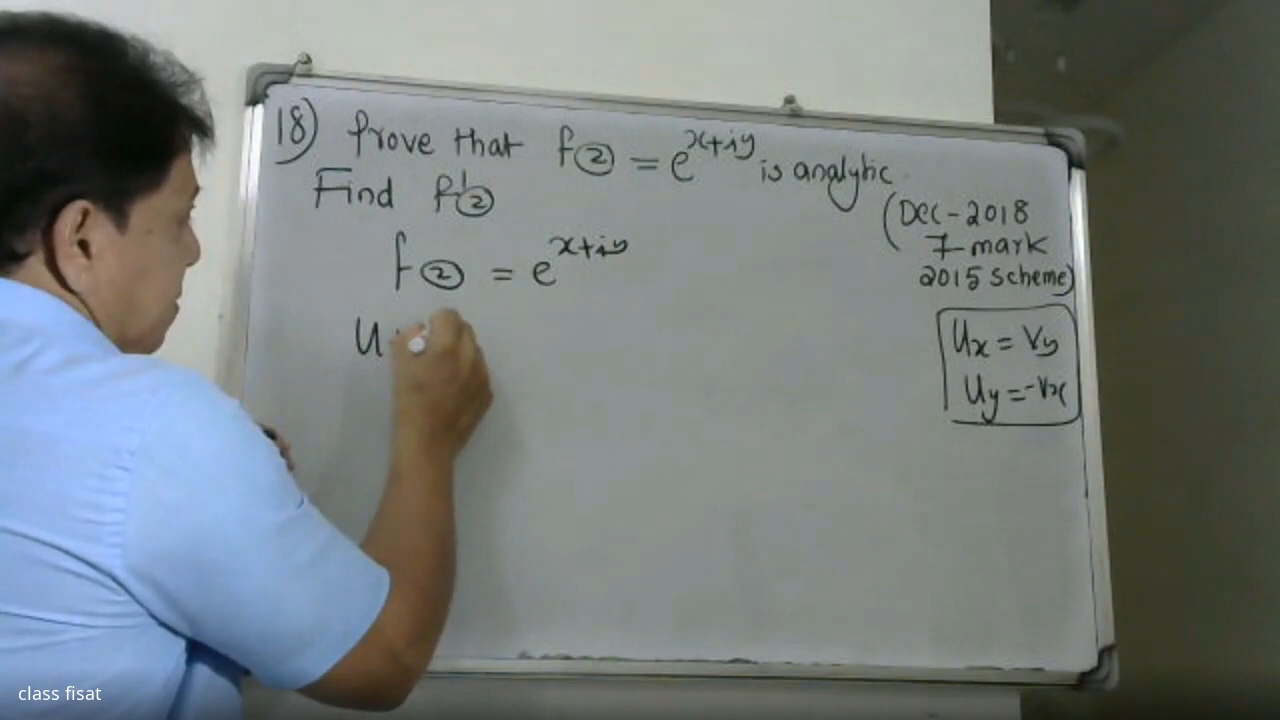 18) Prove that f(z) = e^{x+iy} is analytic
Find f'(z)
(Dec-2018
7 mark
2015 scheme)
f(z) = e^{x+iy}
u
Ux = Vy
Uy = -Vx
class fisat